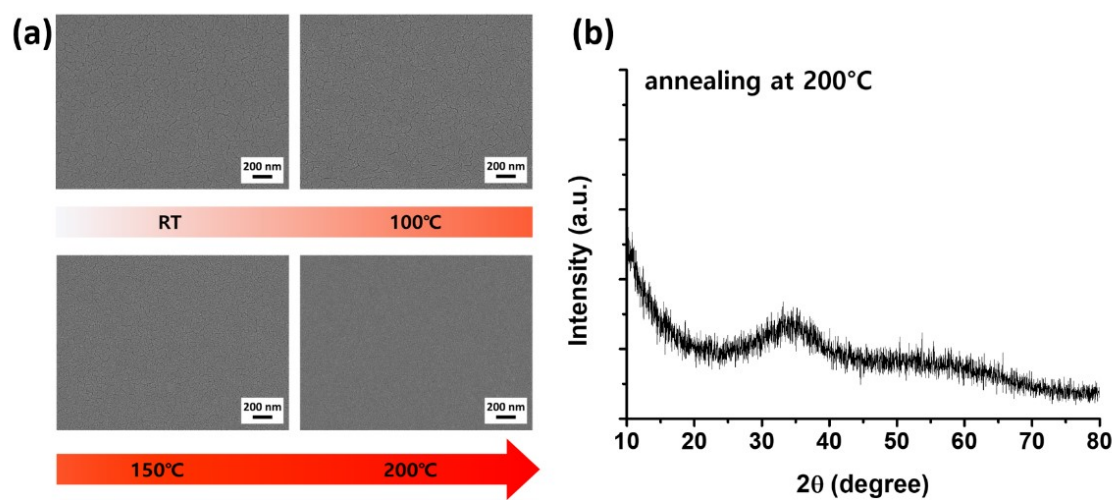 (a)
200 nm
200 nm
RT
100℃
200 nm
200 nm
150℃
200℃
(b)
annealing at 200°C
Intensity (a.u.)
10 20 30 40 50 60 70 80
2θ (degree)